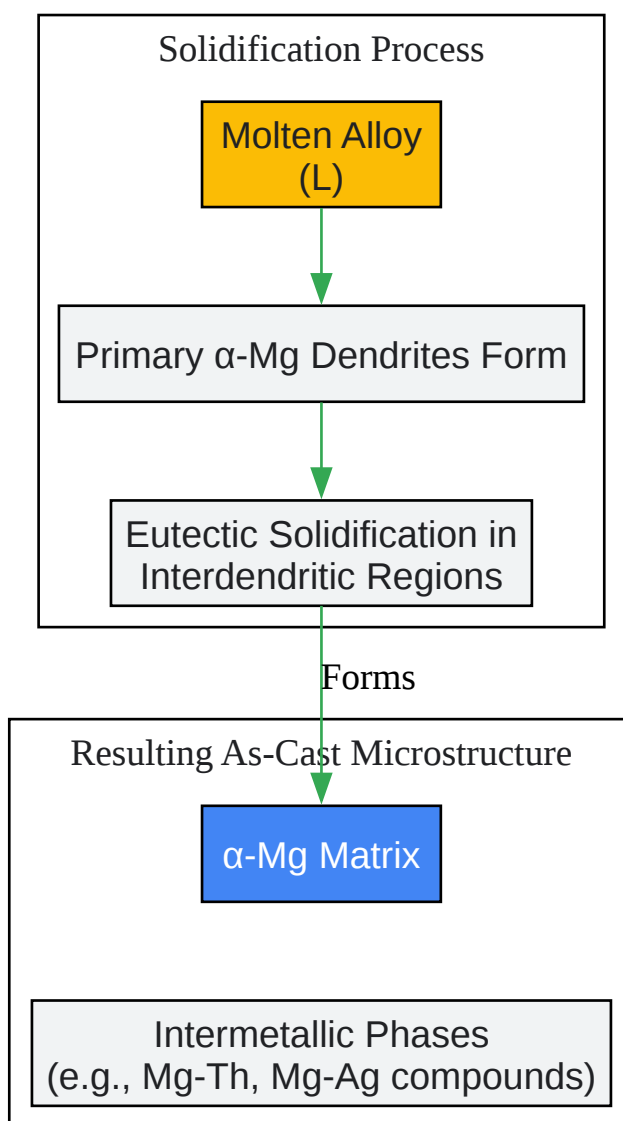 Solidification Process
Molten Alloy
(L)
Primary α-Mg Dendrites Form
Eutectic Solidification in
Interdendritic Regions
Forms
Resulting As-Cast Microstructure
α-Mg Matrix
Intermetallic Phases
(e.g., Mg-Th, Mg-Ag compounds)